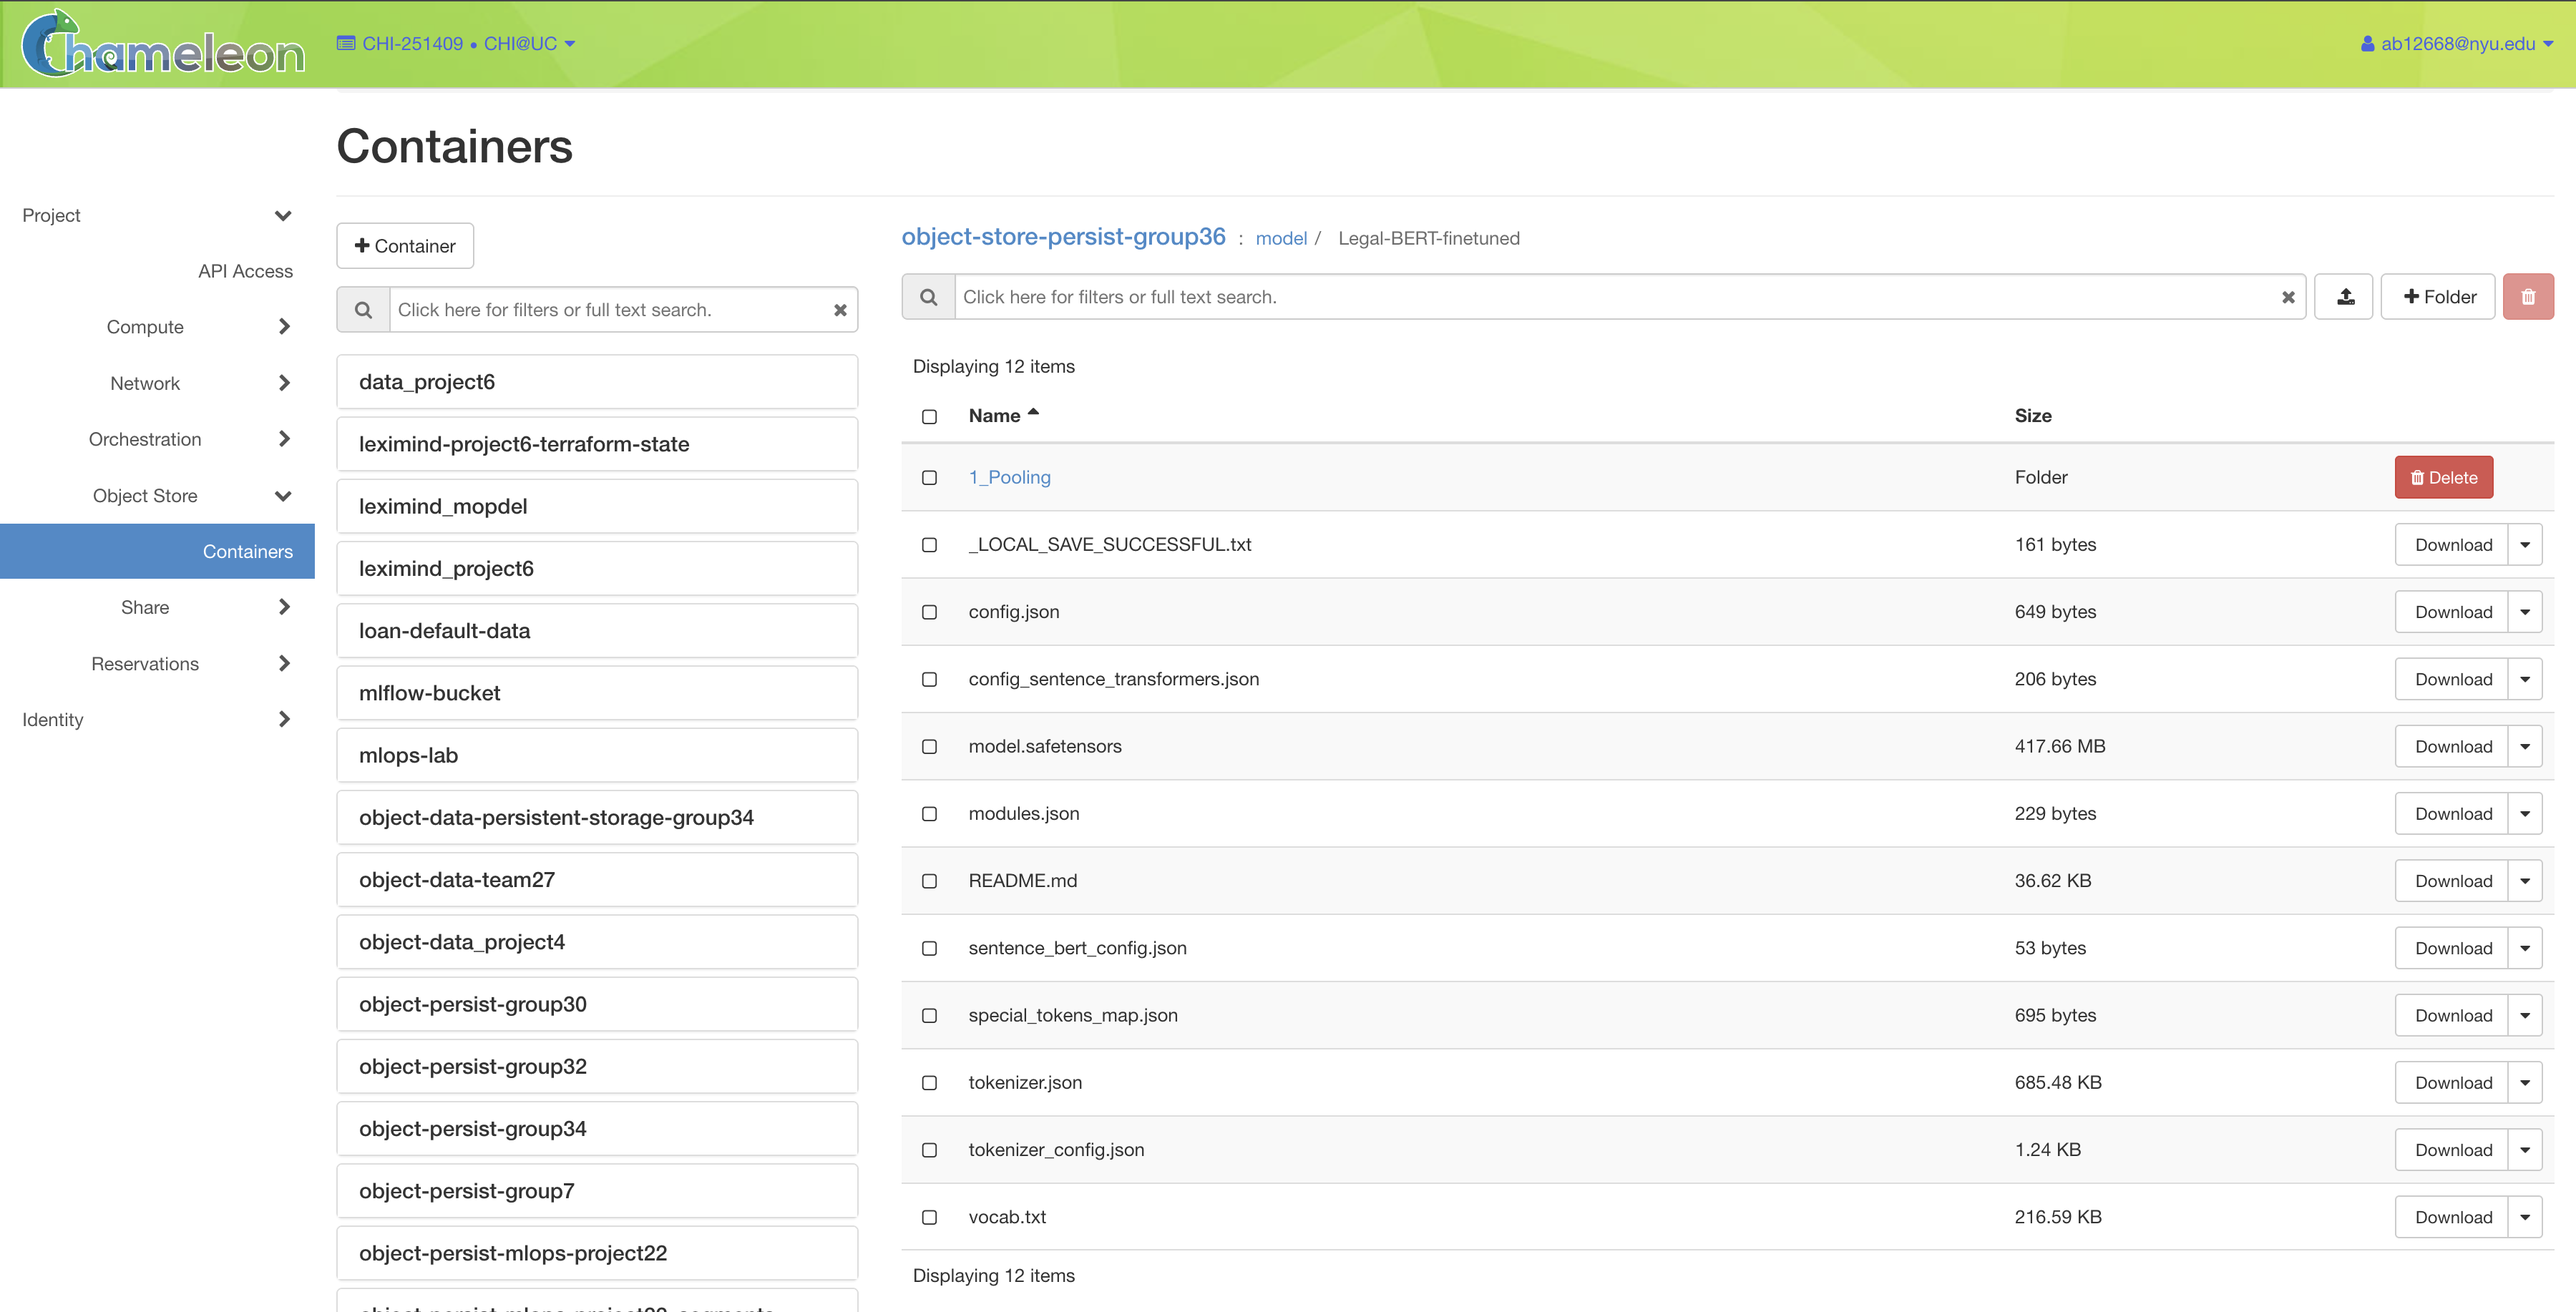 Chameleon
CHI-251409 • CHI@UC
ab12668@nyu.edu
Containers
Project
API Access
Compute
Network
Orchestration
Object Store
Containers
Share
Reservations
Identity
Container
Click here for filters or full text search.
data_project6
leximind-project6-terraform-state
leximind_mopdel
leximind_project6
loan-default-data
mlflow-bucket
mlops-lab
object-data-persistent-storage-group34
object-data-team27
object-data_project4
object-persist-group30
object-persist-group32
object-persist-group34
object-persist-group7
object-persist-mlops-project22
object-store-persist-group36 : model / Legal-BERT-finetuned
Click here for filters or full text search.
Folder
Displaying 12 items
Name Size
1_Pooling Folder Delete
_LOCAL_SAVE_SUCCESSFUL.txt 161 bytes Download
config.json 649 bytes Download
config_sentence_transformers.json 206 bytes Download
model.safetensors 417.66 MB Download
modules.json 229 bytes Download
README.md 36.62 KB Download
sentence_bert_config.json 53 bytes Download
special_tokens_map.json 695 bytes Download
tokenizer.json 685.48 KB Download
tokenizer_config.json 1.24 KB Download
vocab.txt 216.59 KB Download
Displaying 12 items